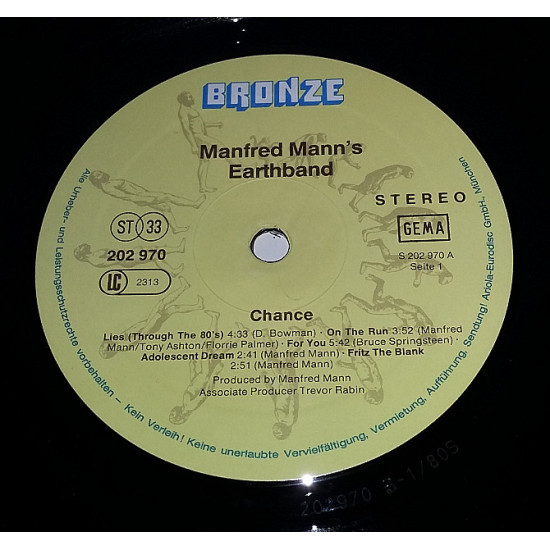 BRONZE
Manfred Mann's
Earthband
STEREO
ST 33
GEMA
202 970
S 202 970 A
Seite 1
LC 2313
Chance
Lies (Through The 80's) 4:33 (D. Bowman) · On The Run 3:52 (Manfred
Mann/Tony Ashton/Florrie Palmer) · For You 5:42 (Bruce Springsteen) ·
Adolescent Dream 2:41 (Manfred Mann) · Fritz The Blank
2:51 (Manfred Mann)
Produced by Manfred Mann
Associate Producer Trevor Rabin
Alle Urheber- und Leistungsschutzrechte vorbehalten – Kein Verleih! Keine unerlaubte Vervielfältigung, Vermietung, Aufführung, Sendung! Ariola-Eurodisc GmbH., München